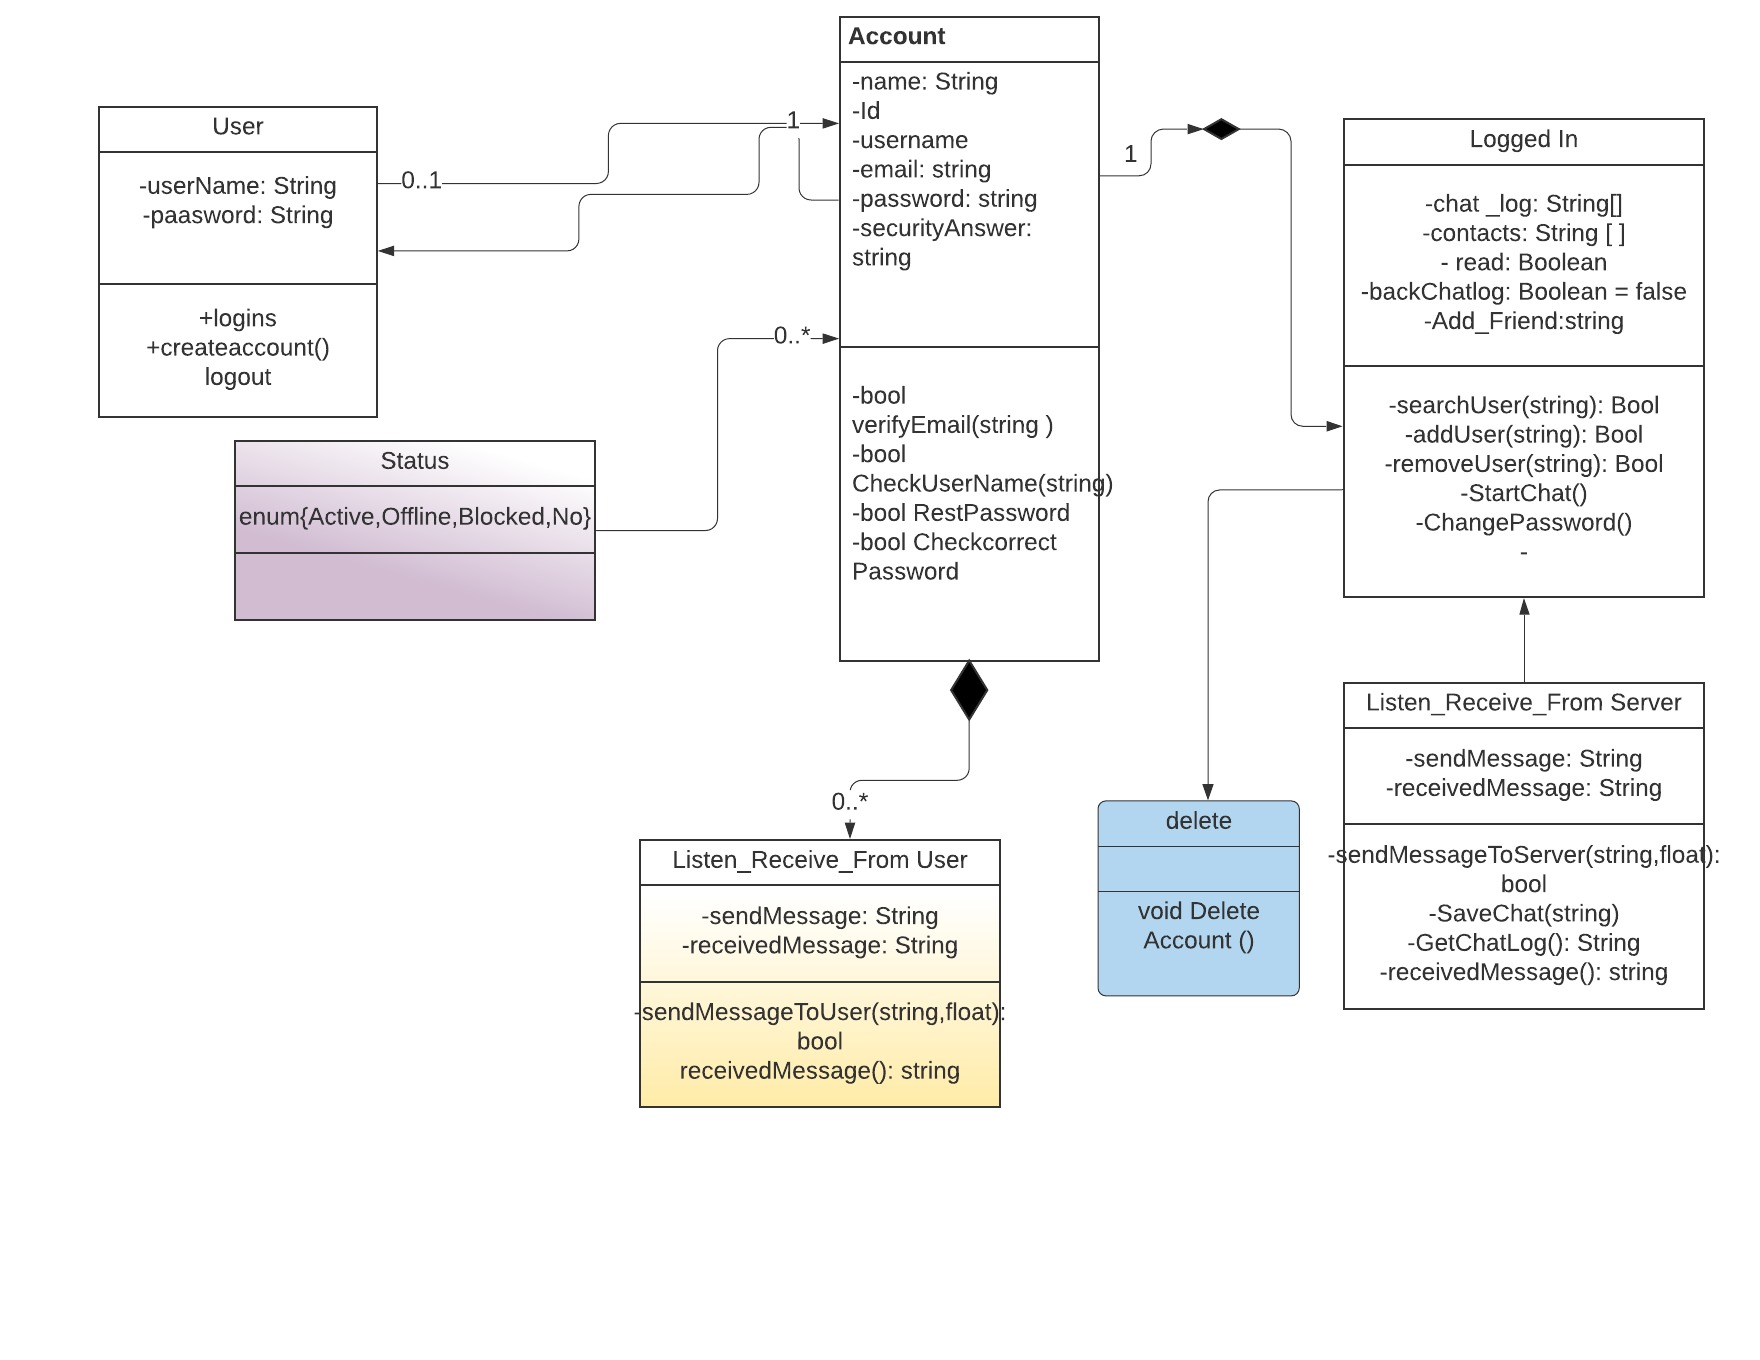 User
-userName: String
-paasword: String
+logins
+createaccount()
logout
0..1
1
Account
-name: String
-Id
-username
-email: string
-password: string
-securityAnswer:
string
-bool
verifyEmail(string )
-bool
CheckUserName(string)
-bool RestPassword
-bool Checkcorrect
Password
1
Logged In
-chat _log: String[]
-contacts: String [ ]
- read: Boolean
-backChatlog: Boolean = false
-Add_Friend:string
-searchUser(string): Bool
-addUser(string): Bool
-removeUser(string): Bool
-StartChat()
-ChangePassword()
-
0..*
Status
enum{Active,Offline,Blocked,No}
0..*
Listen_Receive_From User
-sendMessage: String
-receivedMessage: String
-sendMessageToUser(string,float):
bool
receivedMessage(): string
delete
void Delete
Account ()
Listen_Receive_From Server
-sendMessage: String
-receivedMessage: String
-sendMessageToServer(string,float):
bool
-SaveChat(string)
-GetChatLog(): String
-receivedMessage(): string